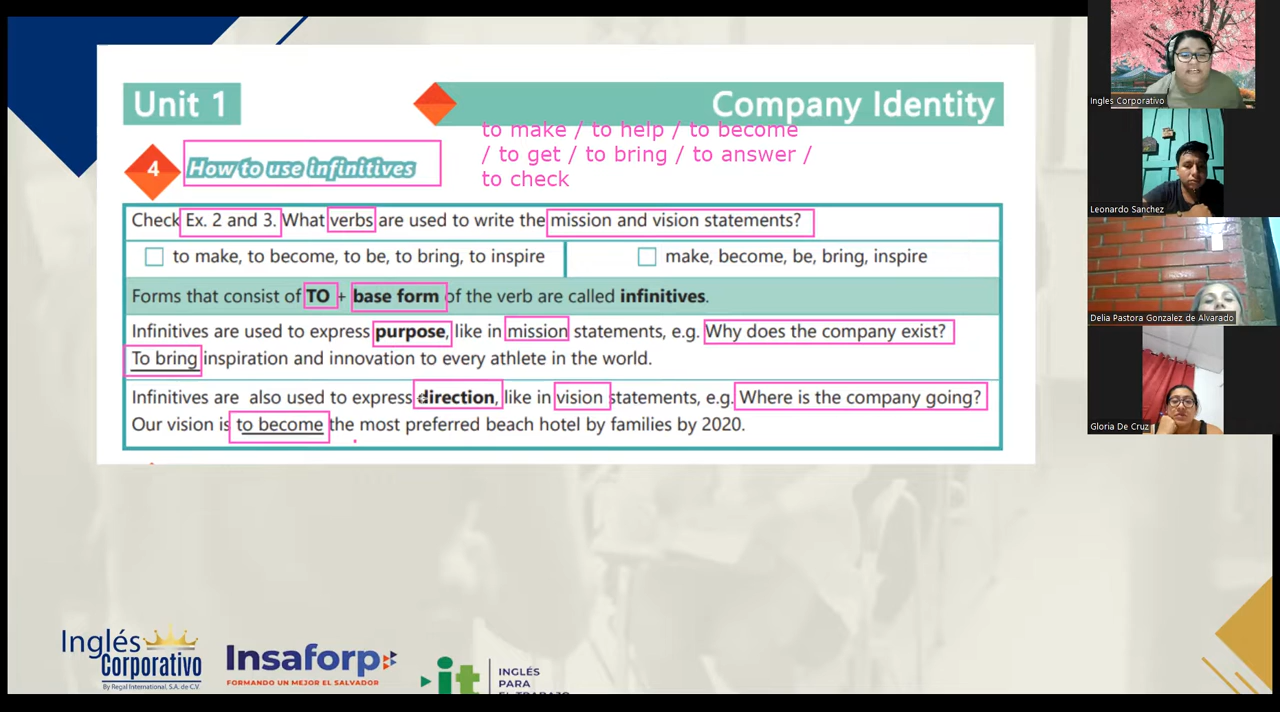 Unit 1
Company Identity
to make / to help / to become
/ to get / to bring / to answer /
to check
4
How to use infinitives
Check Ex. 2 and 3. What verbs are used to write the mission and vision statements?
to make, to become, to be, to bring, to inspire
make, become, be, bring, inspire
Forms that consist of TO + base form of the verb are called infinitives.
Infinitives are used to express purpose, like in mission statements, e.g. Why does the company exist?
To bring inspiration and innovation to every athlete in the world.
Infinitives are also used to express direction, like in vision statements, e.g. Where is the company going?
Our vision is to become the most preferred beach hotel by families by 2020.
Ingles Corporativo
Leonardo Sanchez
Delia Pastora Gonzalez de Alvarado
Gloria De Cruz
Inglés
Corporativo
By Regal International, S.A. de C.V.
Insaforp
FORMANDO UN MEJOR EL SALVADOR
it
INGLÉS
PARA
EL TRABAJO